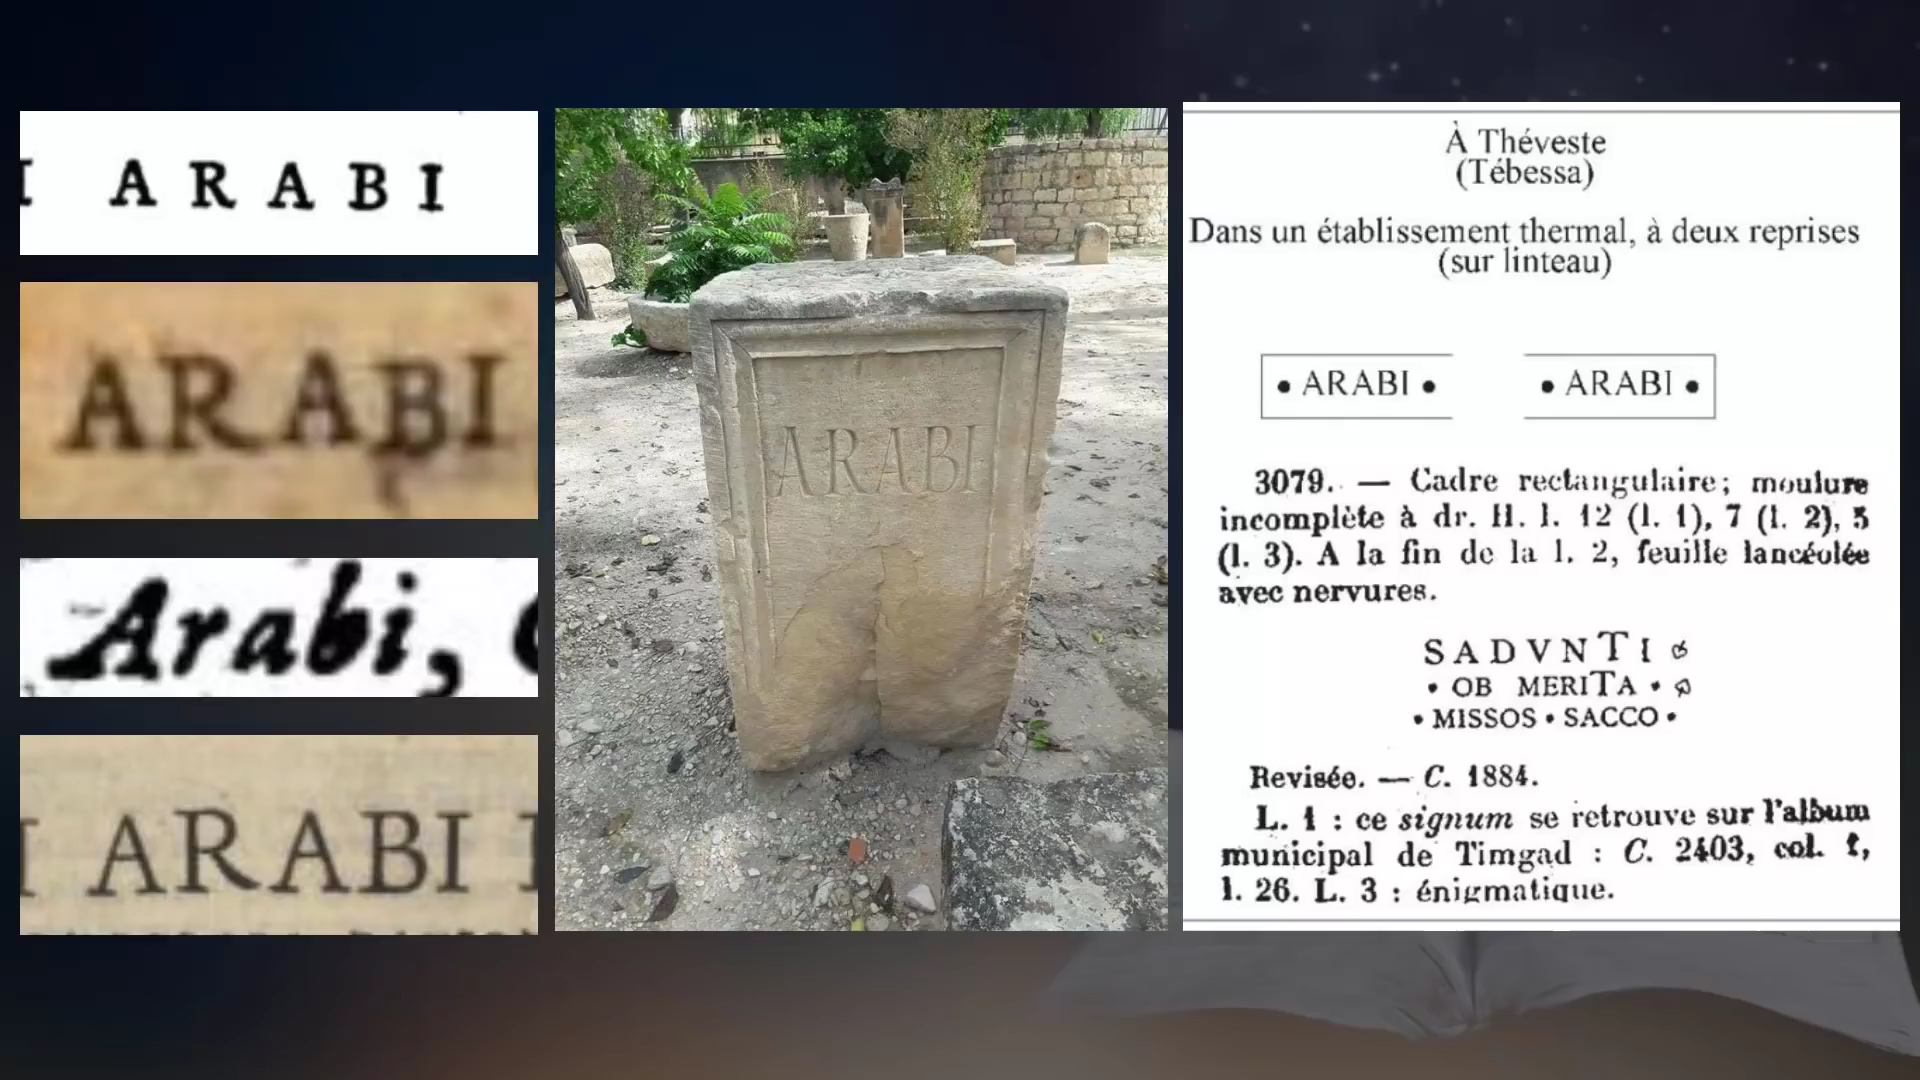 I ARABI
ARABI
Arabi,
I ARABI
ARABI
À Théveste
(Tébessa)
Dans un établissement thermal, à deux reprises
(sur linteau)
• ARABI • • ARABI •
3079. — Cadre rectangulaire; moulure
incomplète à dr. H. l. 12 (l. 1), 7 (l. 2), 5
(l. 3). A la fin de la l. 2, feuille lancéolée
avec nervures.
SADVNTI
• OB MERITA •
• MISSOS • SACCO •
Revisée. — C. 1884.
L. 1 : ce signum se retrouve sur l'album
municipal de Timgad : C. 2403, col. 1,
l. 26. L. 3 : énigmatique.